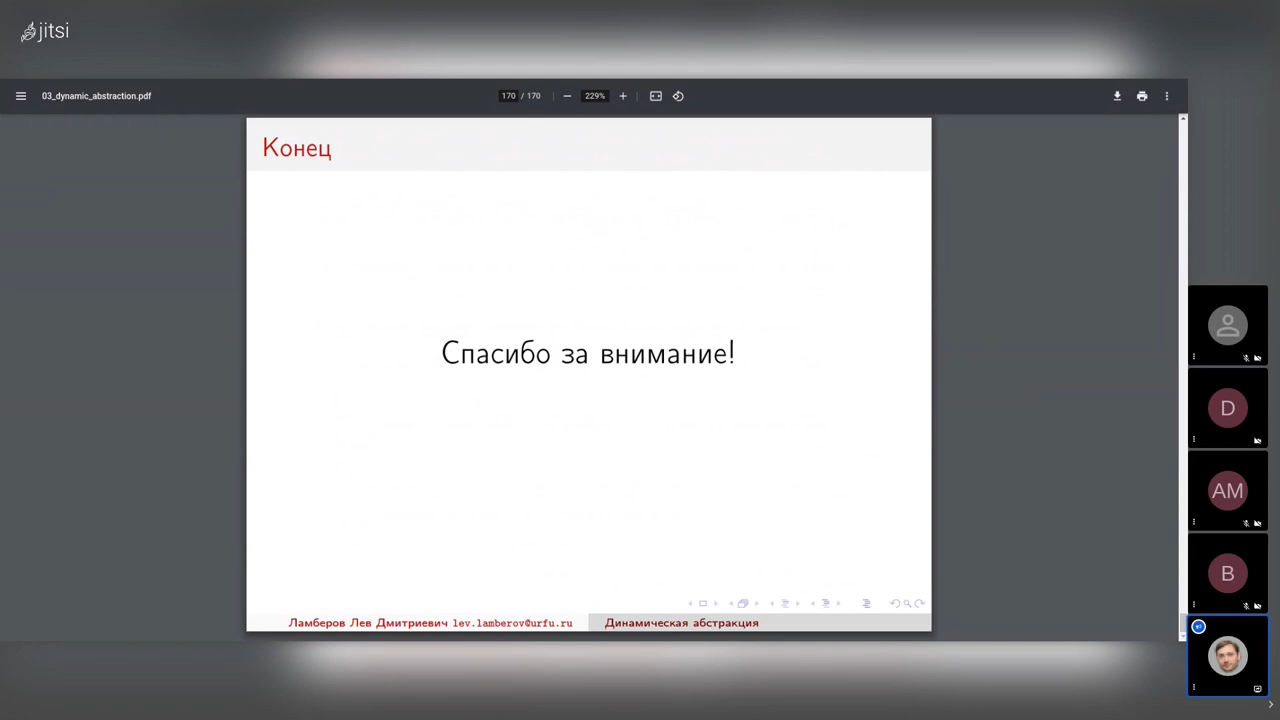 jitsi
03_dynamic_abstraction.pdf
170 / 170
229%
Конец
Спасибо за внимание!
Ламберов Лев Дмитриевич lev.lamberov@urfu.ru
Динамическая абстракция
D
AM
B